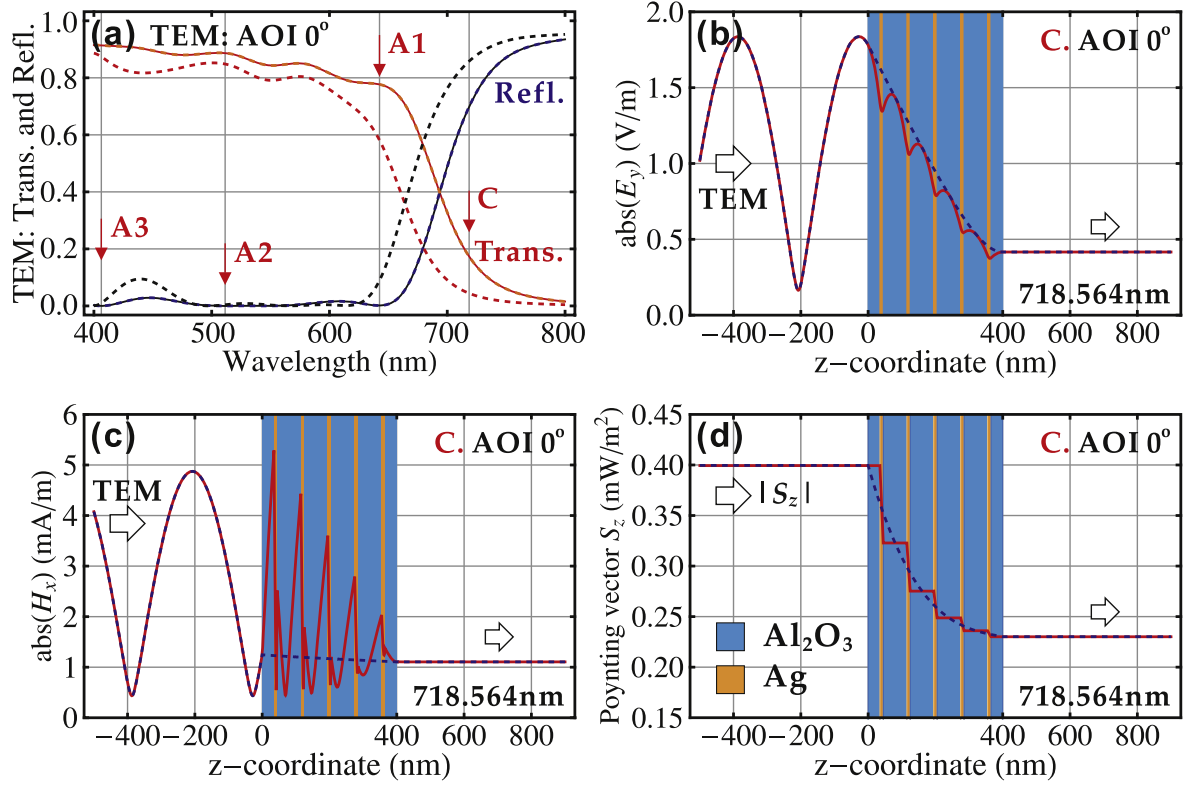 (a) TEM: AOI 0°
TEM: Trans. and Refl.
1.0
0.8
0.6
0.4
0.2
0.0
A1
Refl.
C
A3
A2
Trans.
400 500 600 700 800
Wavelength (nm)
(b) C. AOI 0°
abs(E_y) (V/m)
2.0
1.5
1.0
0.5
0.0
TEM
718.564nm
−400 −200 0 200 400 600 800
z−coordinate (nm)
(c) C. AOI 0°
abs(H_x) (mA/m)
6
5
4
3
2
1
0
TEM
718.564nm
−400 −200 0 200 400 600 800
z−coordinate (nm)
(d) C. AOI 0°
Poynting vector S_z (mW/m²)
0.45
0.40
0.35
0.30
0.25
0.20
0.15
|S_z|
Al₂O₃
Ag
718.564nm
−400 −200 0 200 400 600 800
z−coordinate (nm)